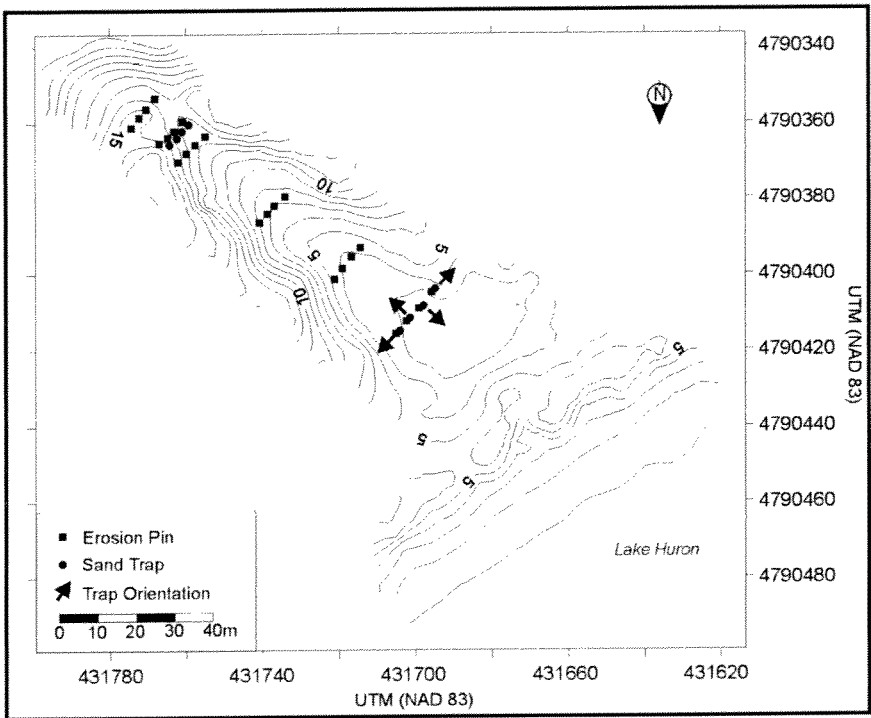 4790340
N
4790360
15
10
4790380
5
5
4790400
10
4790420
5
UTM (NAD 83)
5
4790440
5
4790460
Erosion Pin
Sand Trap
Lake Huron
4790480
Trap Orientation
0 10 20 30 40m
431780 431740 431700 431660 431620
UTM (NAD 83)